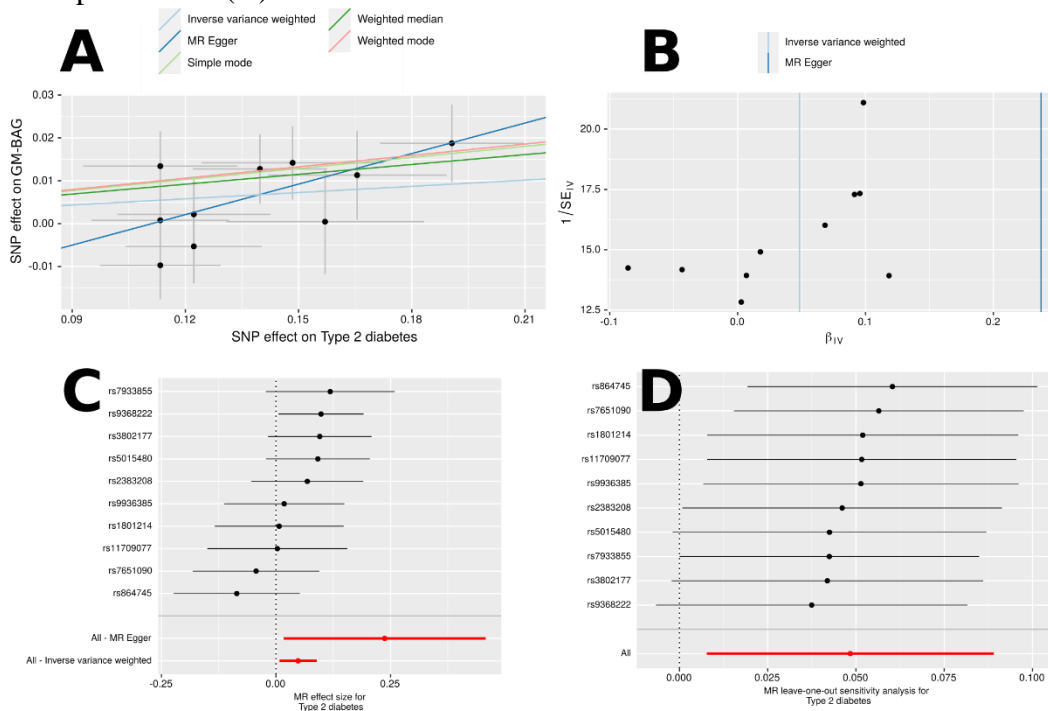 A
Inverse variance weighted
Weighted median
MR Egger
Weighted mode
Simple mode
0.03
0.02
0.01
0.00
-0.01
SNP effect on GM-BAG
0.09
0.12
0.15
0.18
0.21
SNP effect on Type 2 diabetes
B
Inverse variance weighted
MR Egger
20.0
17.5
15.0
12.5
1/SE_IV
-0.1
0.0
0.1
0.2
β_IV
C
rs7933855
rs9368222
rs3802177
rs5015480
rs2383208
rs9936385
rs1801214
rs11709077
rs7651090
rs864745
All - MR Egger
All - Inverse variance weighted
-0.25
0.00
0.25
MR effect size for
Type 2 diabetes
D
rs864745
rs7651090
rs1801214
rs11709077
rs9936385
rs2383208
rs5015480
rs7933855
rs3802177
rs9368222
All
0.000
0.025
0.050
0.075
0.100
MR leave-one-out sensitivity analysis for
Type 2 diabetes